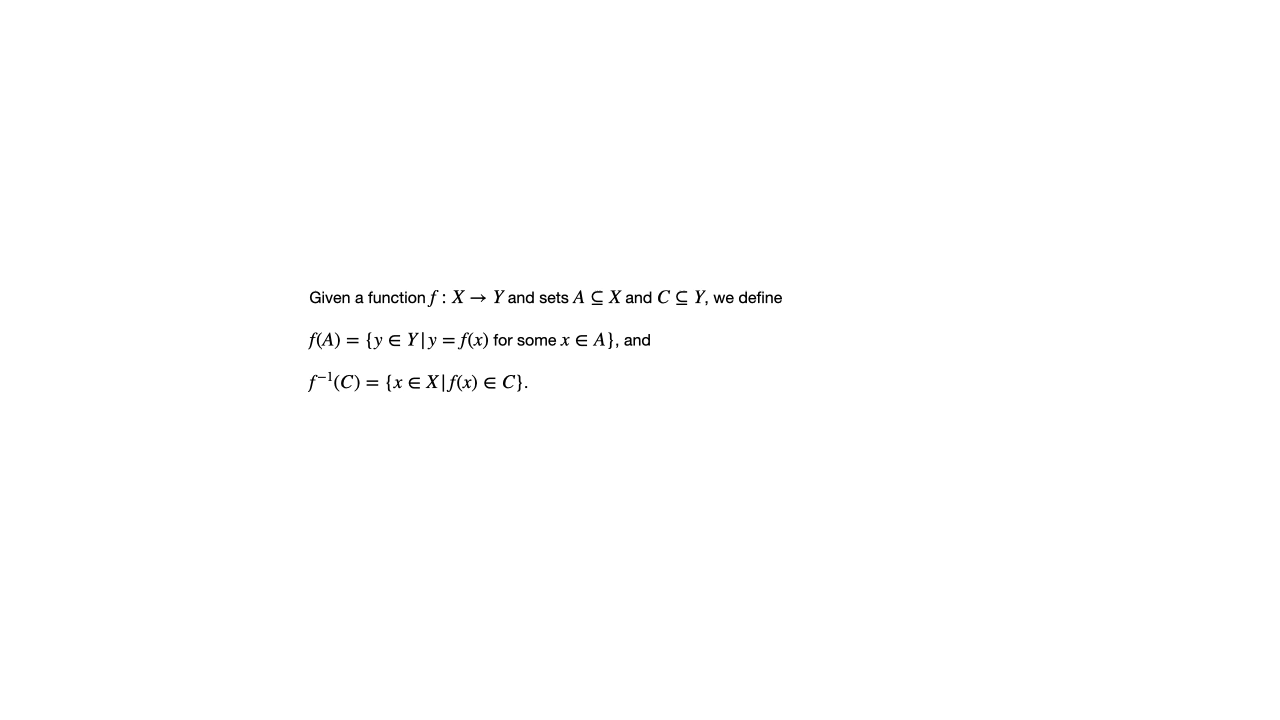 Given a function f : X → Y and sets A ⊆ X and C ⊆ Y, we define
f(A) = {y ∈ Y | y = f(x) for some x ∈ A}, and
f⁻¹(C) = {x ∈ X | f(x) ∈ C}.